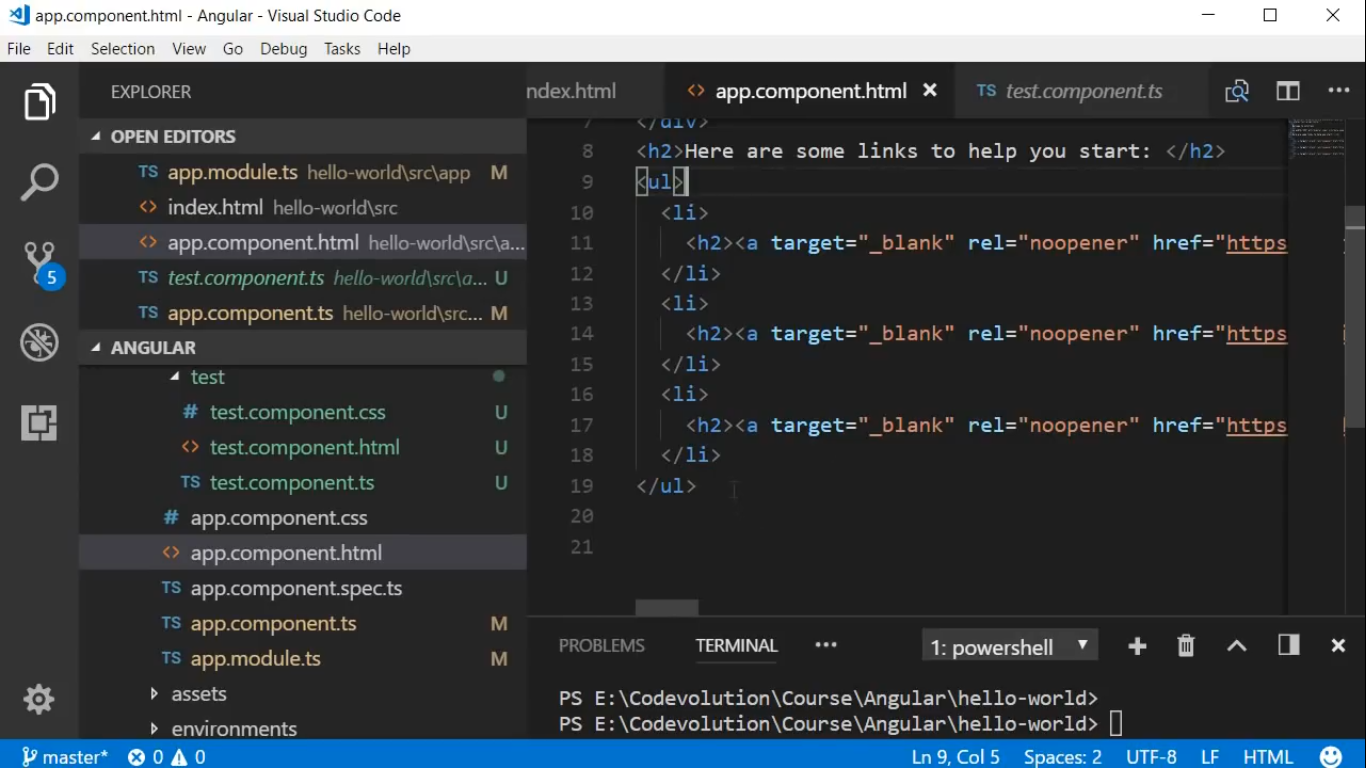 app.component.html - Angular - Visual Studio Code
File Edit Selection View Go Debug Tasks Help
EXPLORER
OPEN EDITORS
TS app.module.ts hello-world\src\app M
<> index.html hello-world\src
<> app.component.html hello-world\src\a...
TS test.component.ts hello-world\src\a... U
TS app.component.ts hello-world\src... M
5
ANGULAR
test
# test.component.css U
<> test.component.html U
TS test.component.ts U
# app.component.css
<> app.component.html
TS app.component.spec.ts
TS app.component.ts M
TS app.module.ts M
assets
environments
ndex.html <> app.component.html × TS test.component.ts ...
7 </div>
8 <h2>Here are some links to help you start: </h2>
9 <ul>
10 <li>
11 <h2><a target="_blank" rel="noopener" href="https
12 </li>
13 <li>
14 <h2><a target="_blank" rel="noopener" href="https
15 </li>
16 <li>
17 <h2><a target="_blank" rel="noopener" href="https
18 </li>
19 </ul>
20
21
PROBLEMS TERMINAL ... 1: powershell
PS E:\Codevolution\Course\Angular\hello-world>
PS E:\Codevolution\Course\Angular\hello-world>
master* 0 0 Ln 9, Col 5 Spaces: 2 UTF-8 LF HTML